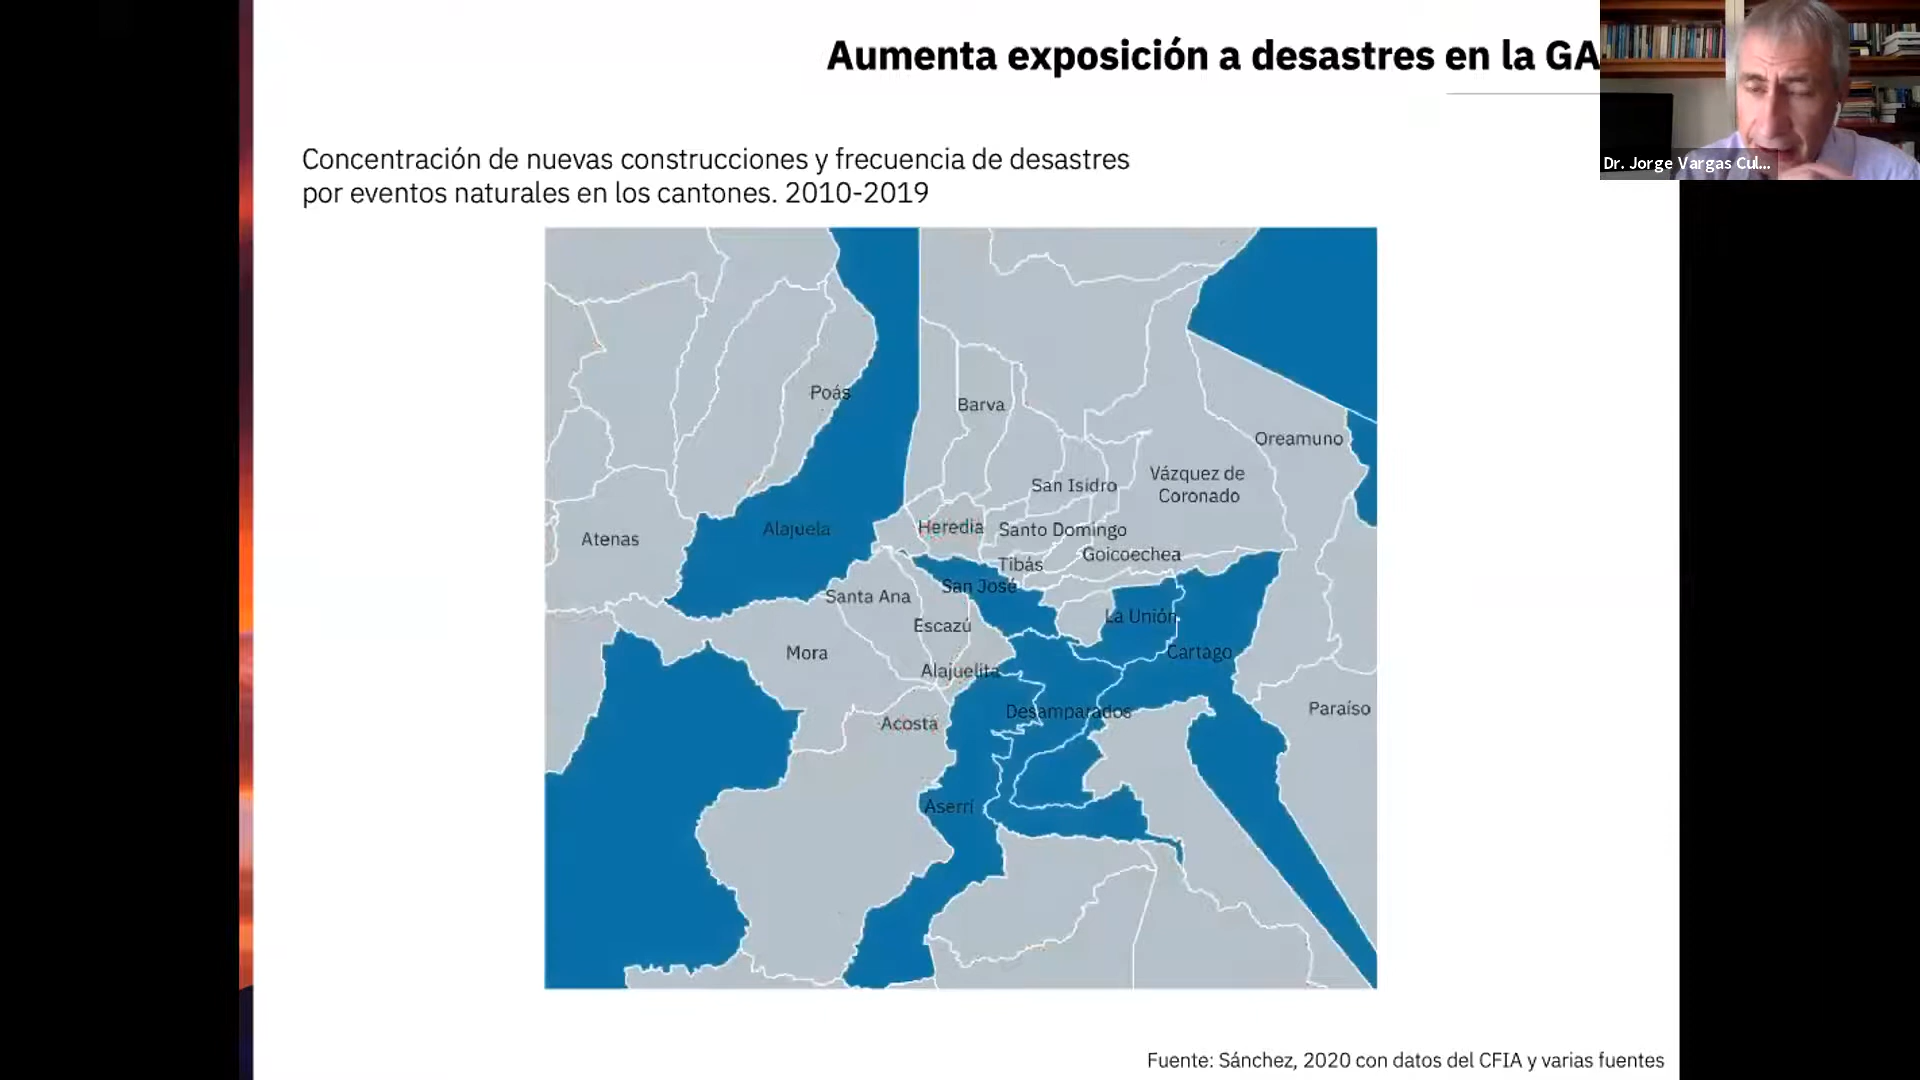 Aumenta exposición a desastres en la GA
Dr. Jorge Vargas Cul...
Concentración de nuevas construcciones y frecuencia de desastres
por eventos naturales en los cantones. 2010-2019
Poás
Barva
Oreamuno
Vázquez de
Coronado
San Isidro
Alajuela
Heredia
Santo Domingo
Atenas
Goicoechea
Tibás
San José
Santa Ana
La Unión
Escazú
Mora
Cartago
Alajuelita
Desamparados
Paraíso
Acosta
Aserrí
Fuente: Sánchez, 2020 con datos del CFIA y varias fuentes